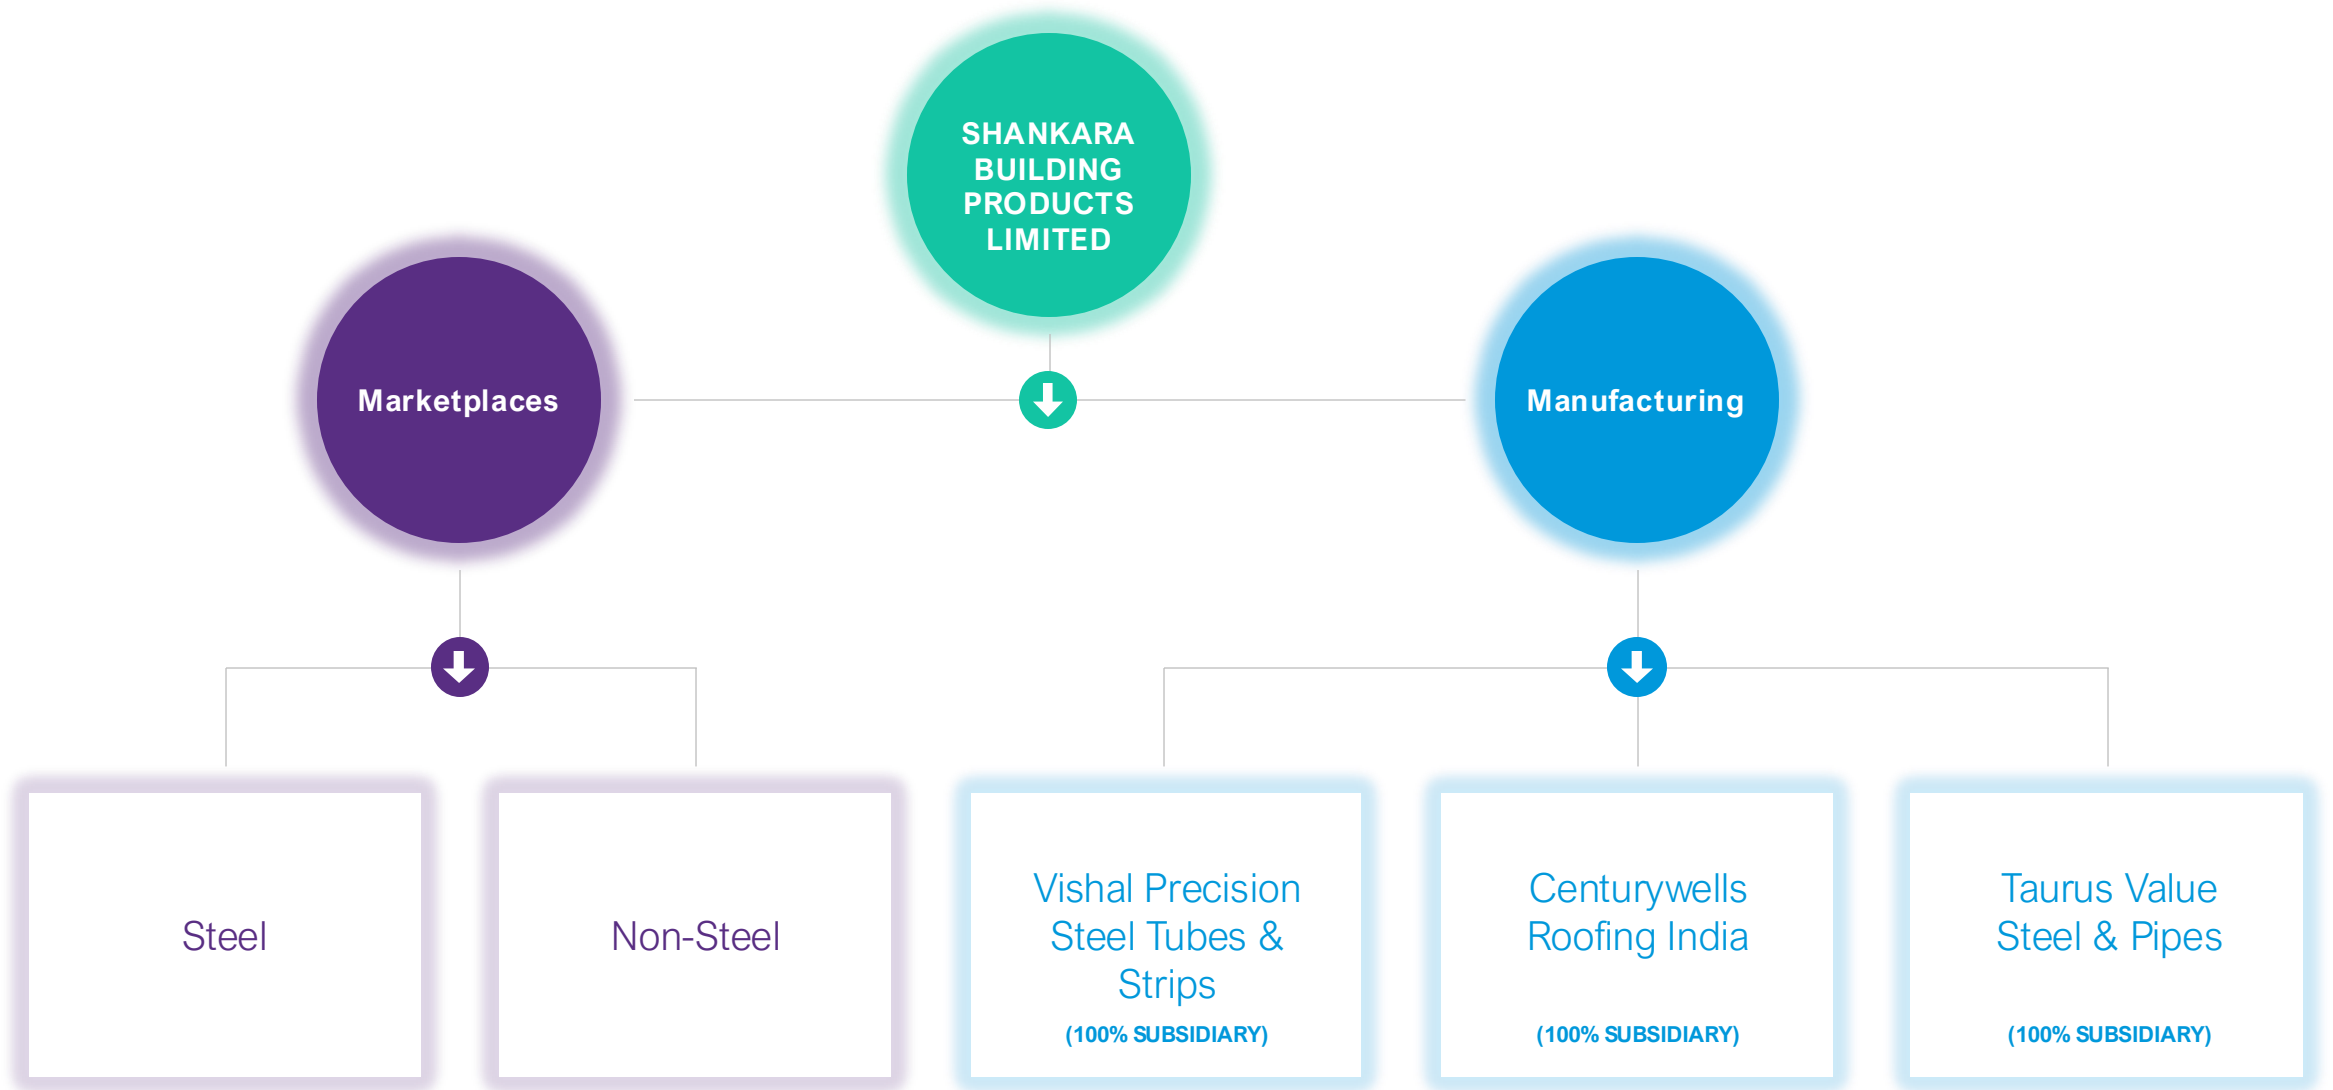 SHANKARA
BUILDING
PRODUCTS
LIMITED
Marketplaces
Manufacturing
Steel
Non-Steel
Vishal Precision
Steel Tubes &
Strips
(100% SUBSIDIARY)
Centurywells
Roofing India
(100% SUBSIDIARY)
Taurus Value
Steel & Pipes
(100% SUBSIDIARY)